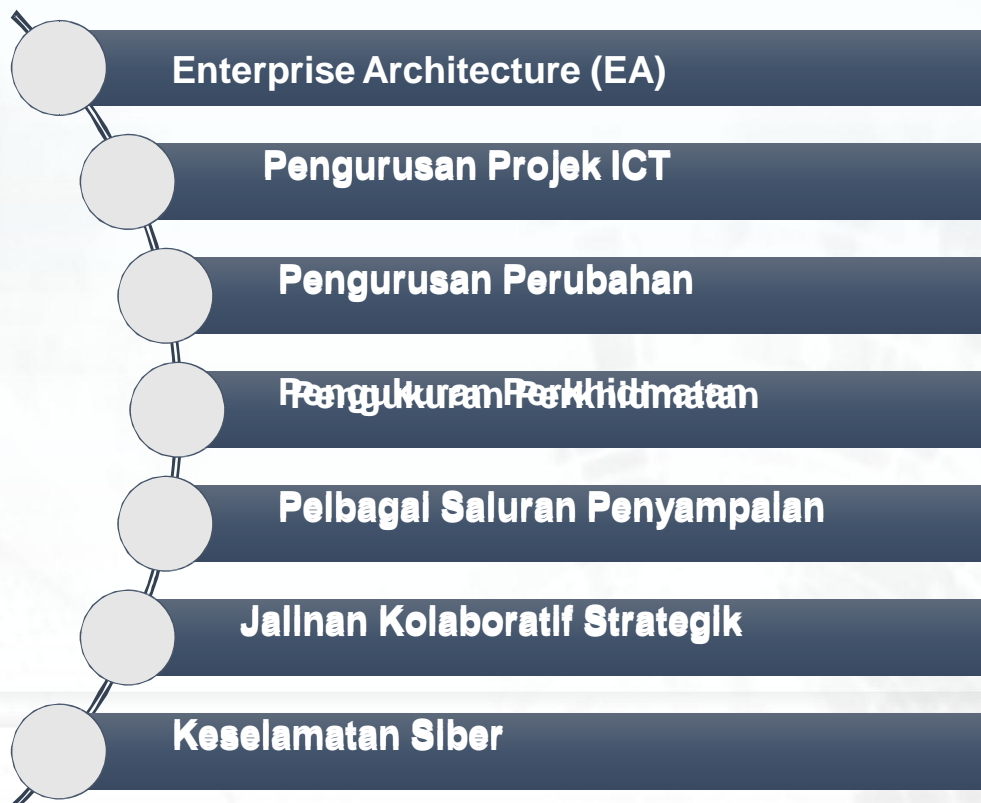 Enterprise Architecture (EA)
Pengurusan Projek ICT
Pengurusan Perubahan
Pengukuran Perkhidmatan
Pelbagai Saluran Penyampaian
Jalinan Kolaboratif Strategik
Keselamatan Siber